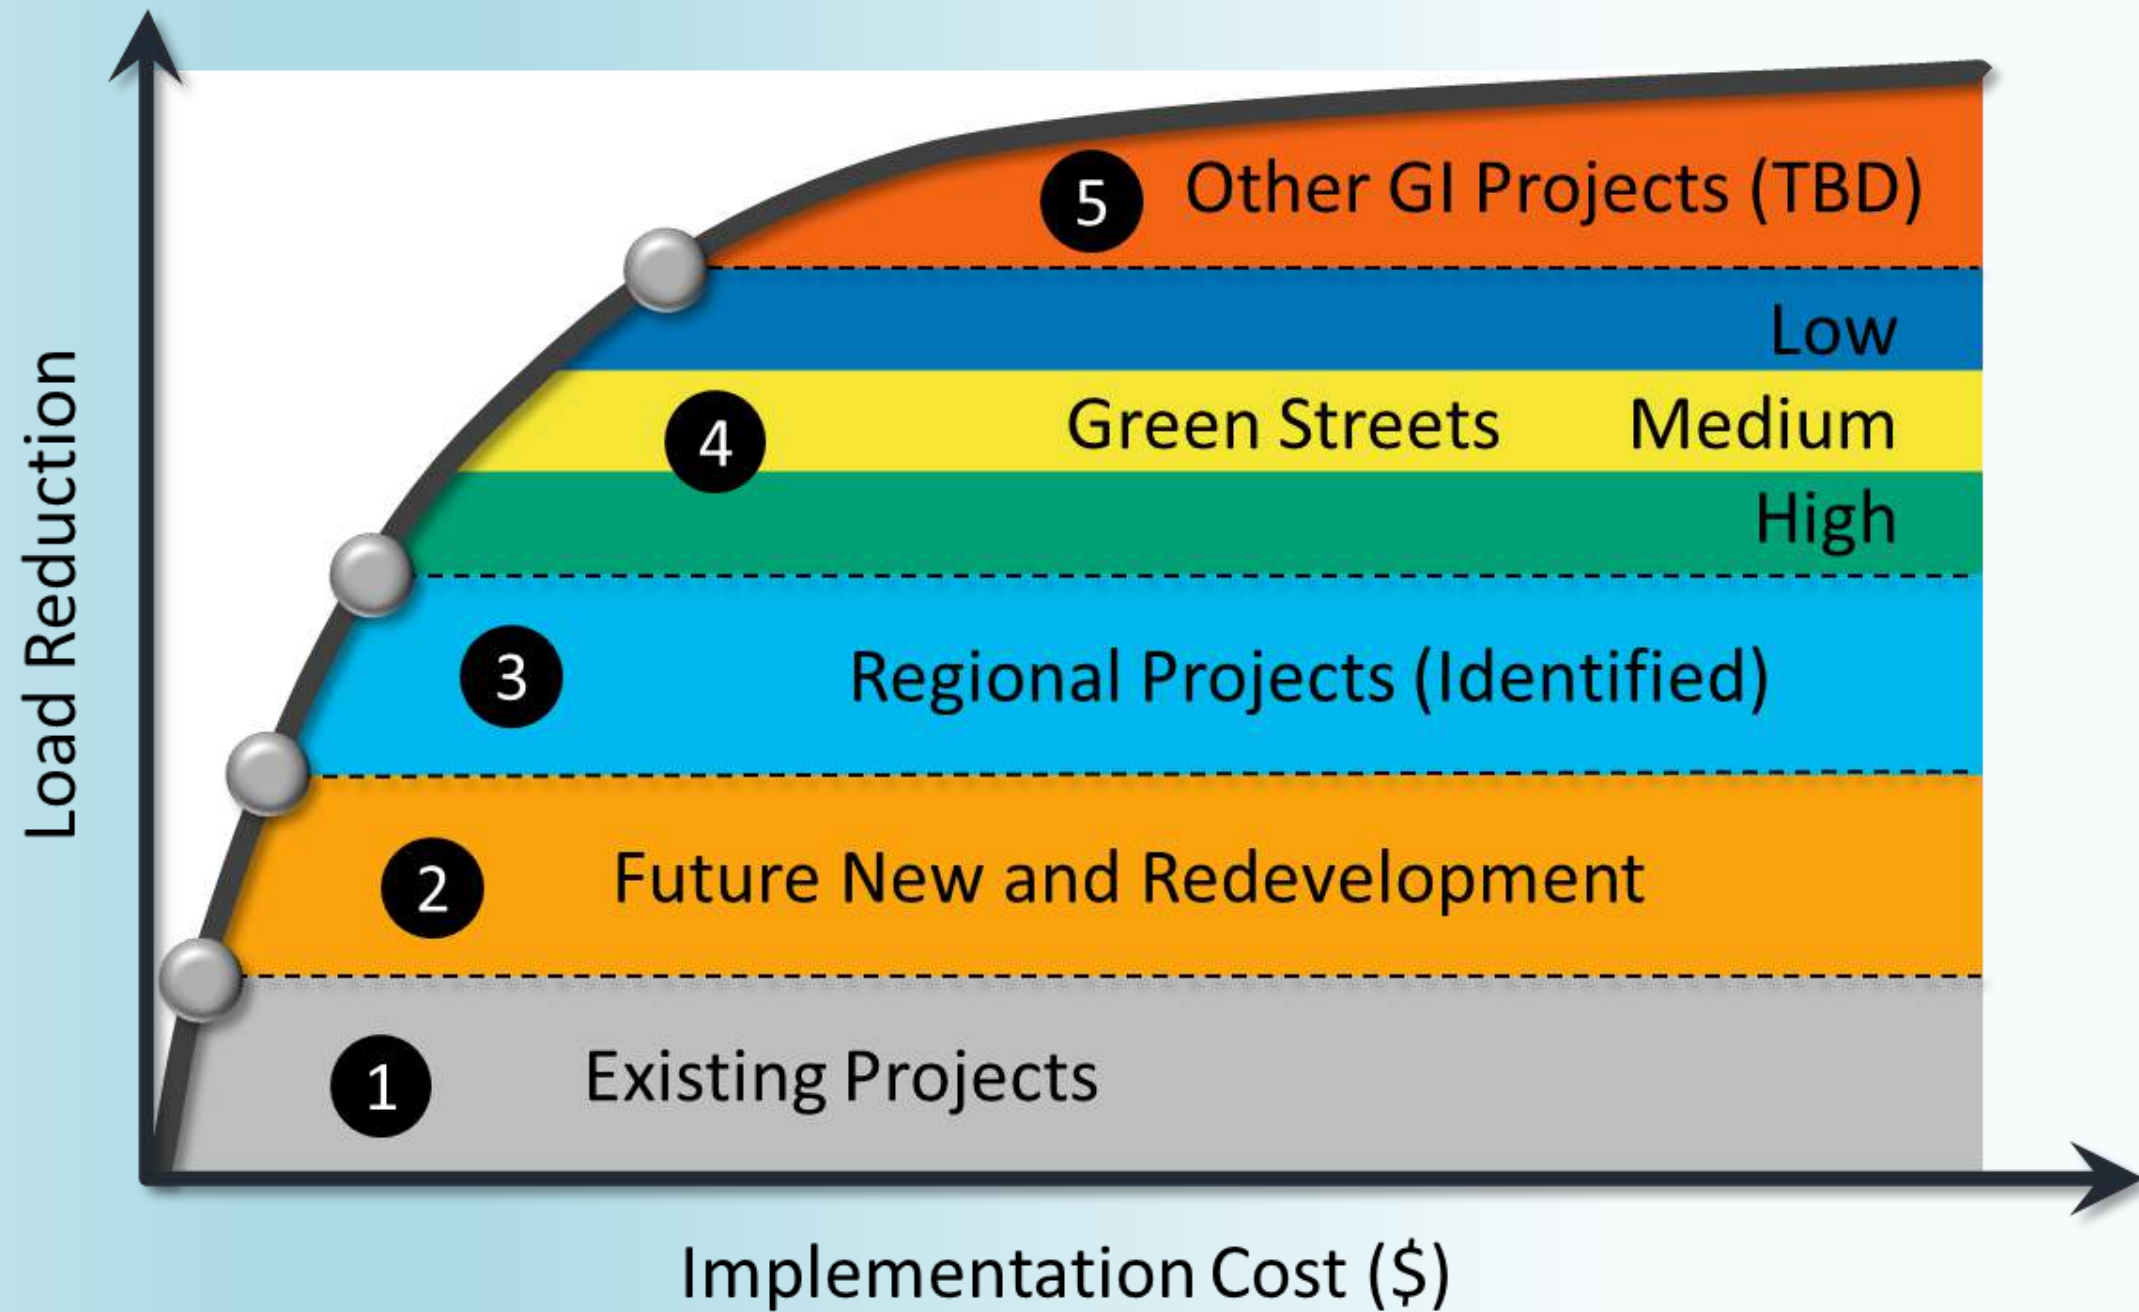 Load Reduction
5 Other GI Projects (TBD)
Low
4 Green Streets Medium
High
3 Regional Projects (Identified)
2 Future New and Redevelopment
1 Existing Projects
Implementation Cost ($)